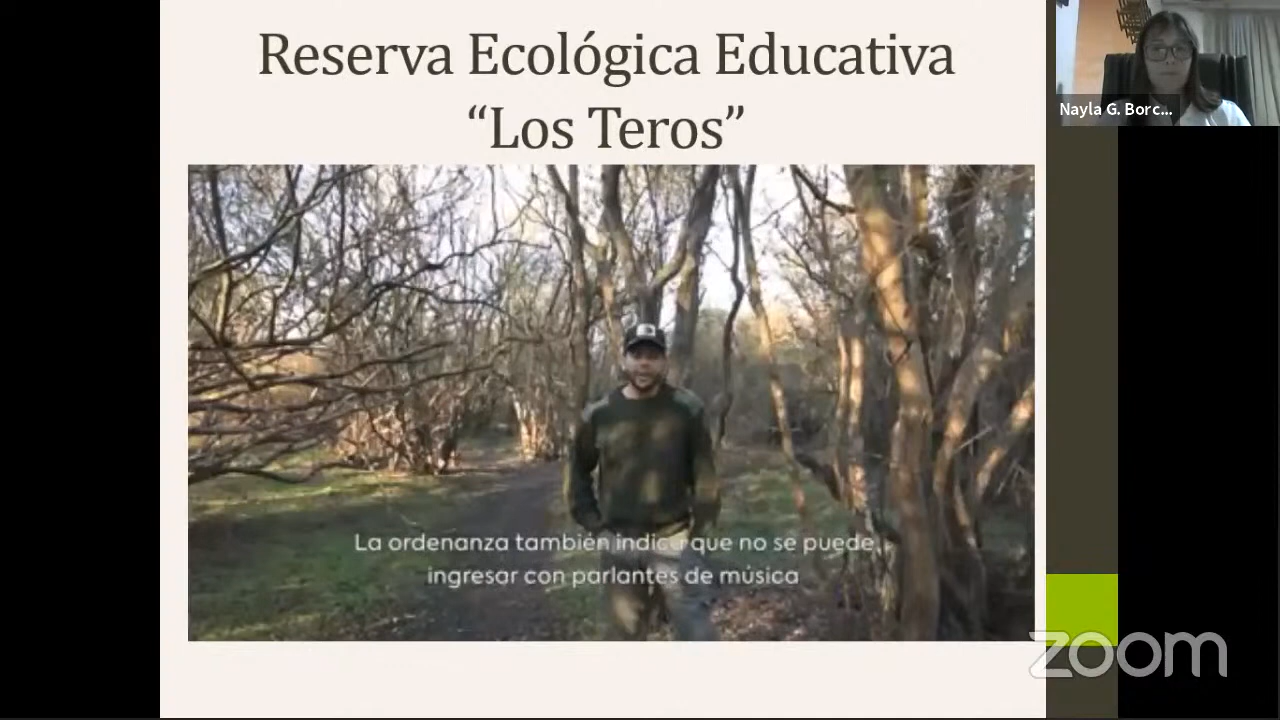 Reserva Ecológica Educativa
“Los Teros”
Nayla G. Borc...
La ordenanza también indica que no se puede
ingresar con parlantes de música
zoom